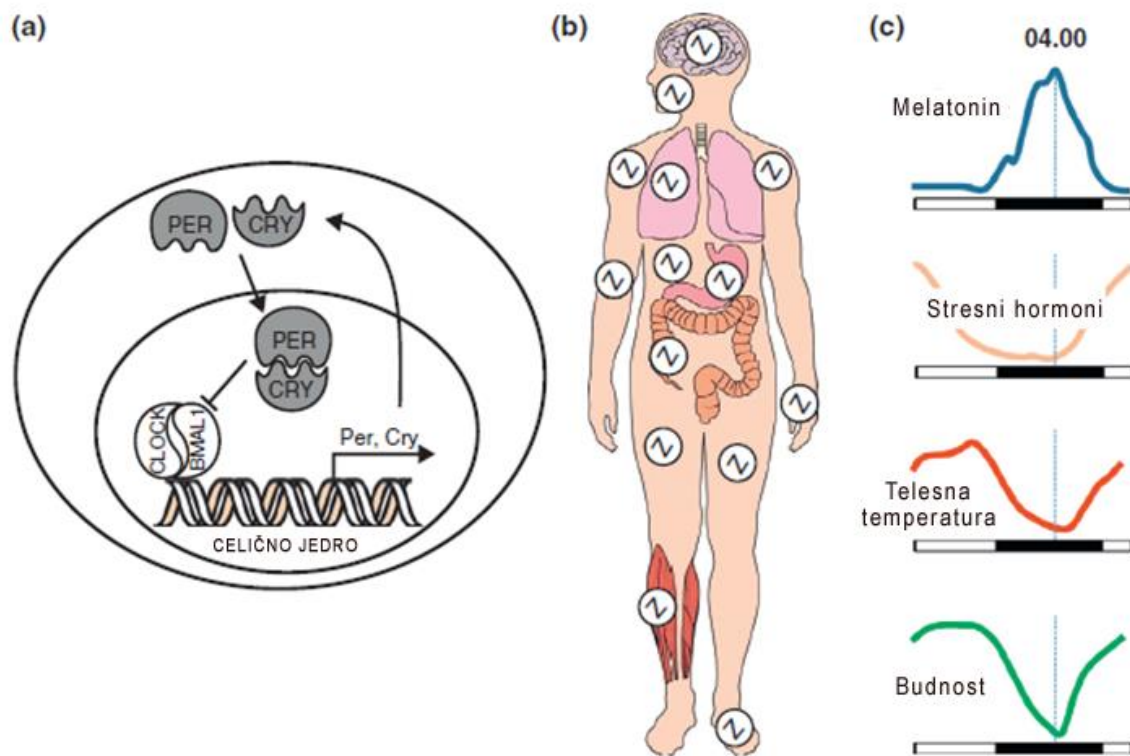 (a)
PER
CRY
PER
CRY
CLOCK
BMAL1
Per, Cry
CELIČNO JEDRO
(b)
Z
Z
Z
Z
Z
Z
Z
Z
Z
Z
Z
Z
Z
Z
(c)
04.00
Melatonin
Stresni hormoni
Telesna
temperatura
Budnost